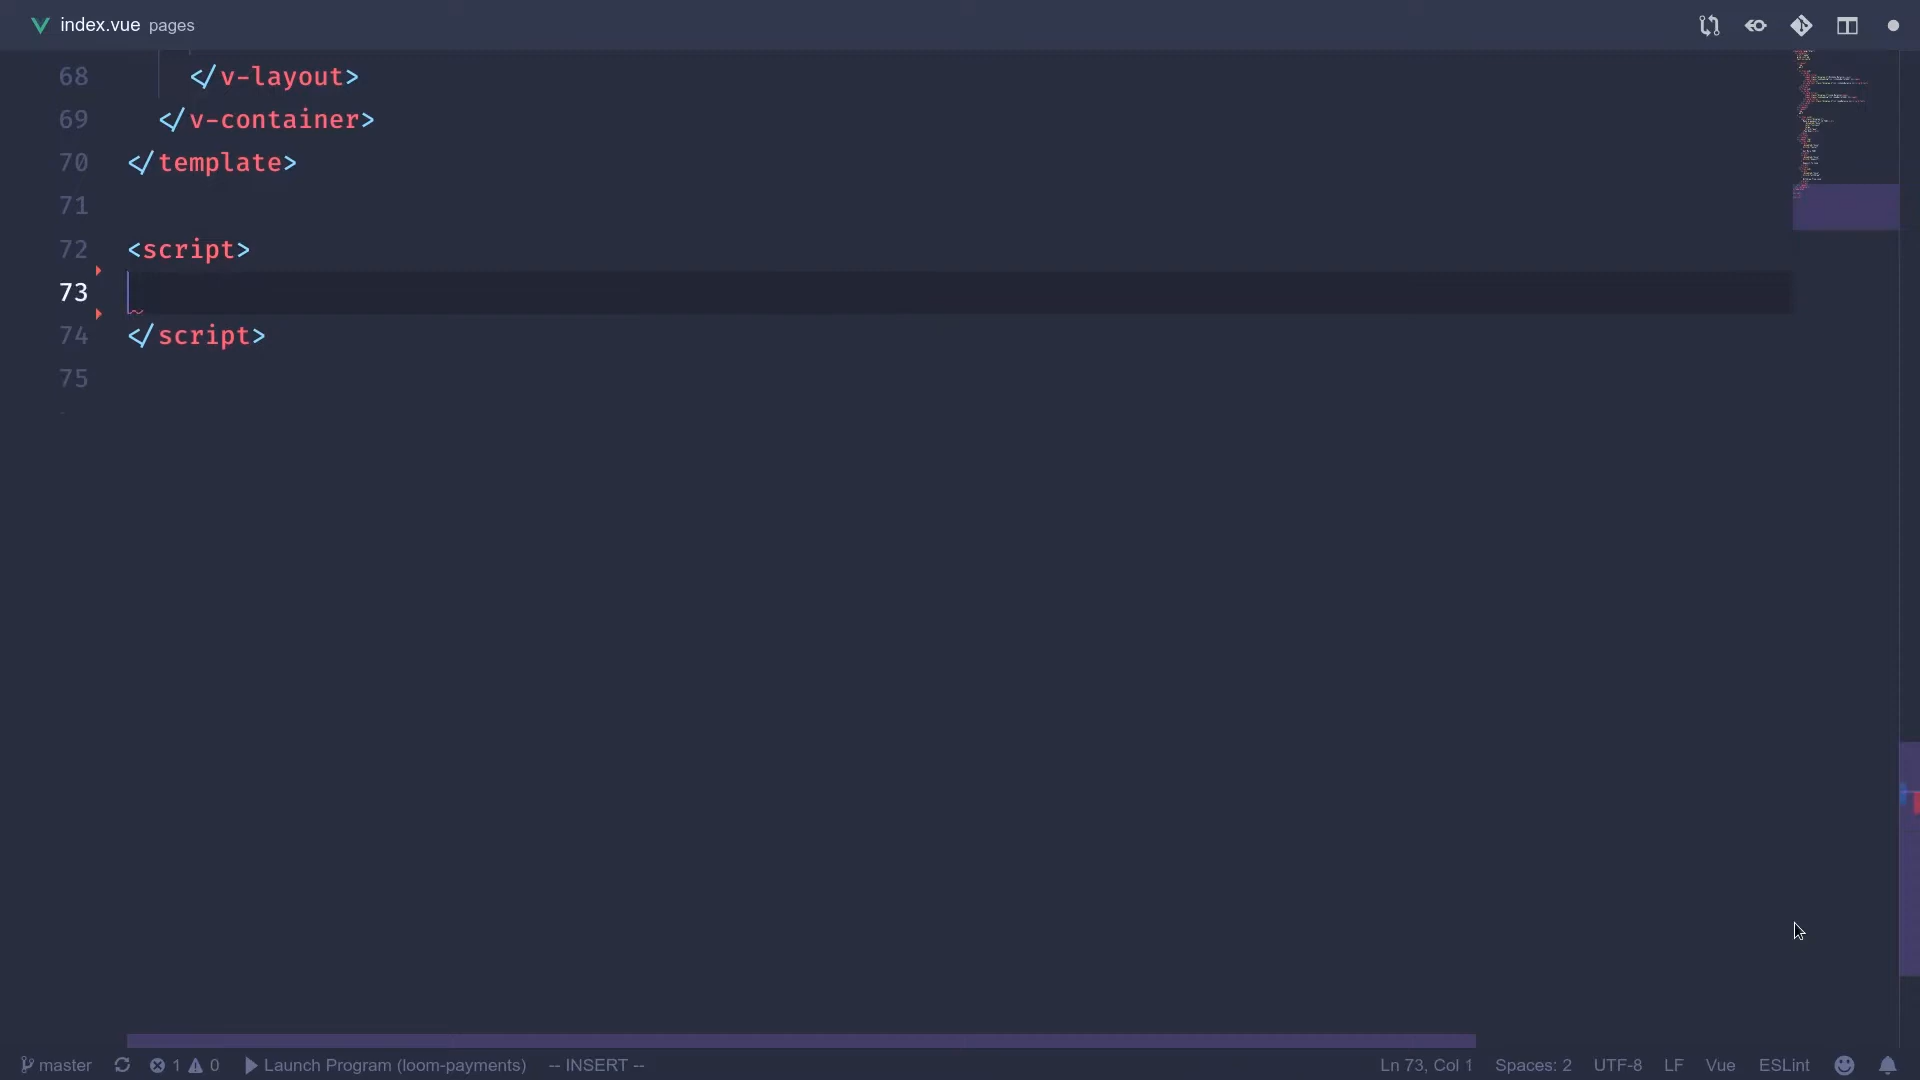 index.vue pages
68 </v-layout>
69 </v-container>
70 </template>
71
72 <script>
73
74 </script>
75
master 1 0 Launch Program (loom-payments) -- INSERT -- Ln 73, Col 1 Spaces: 2 UTF-8 LF Vue ESLint